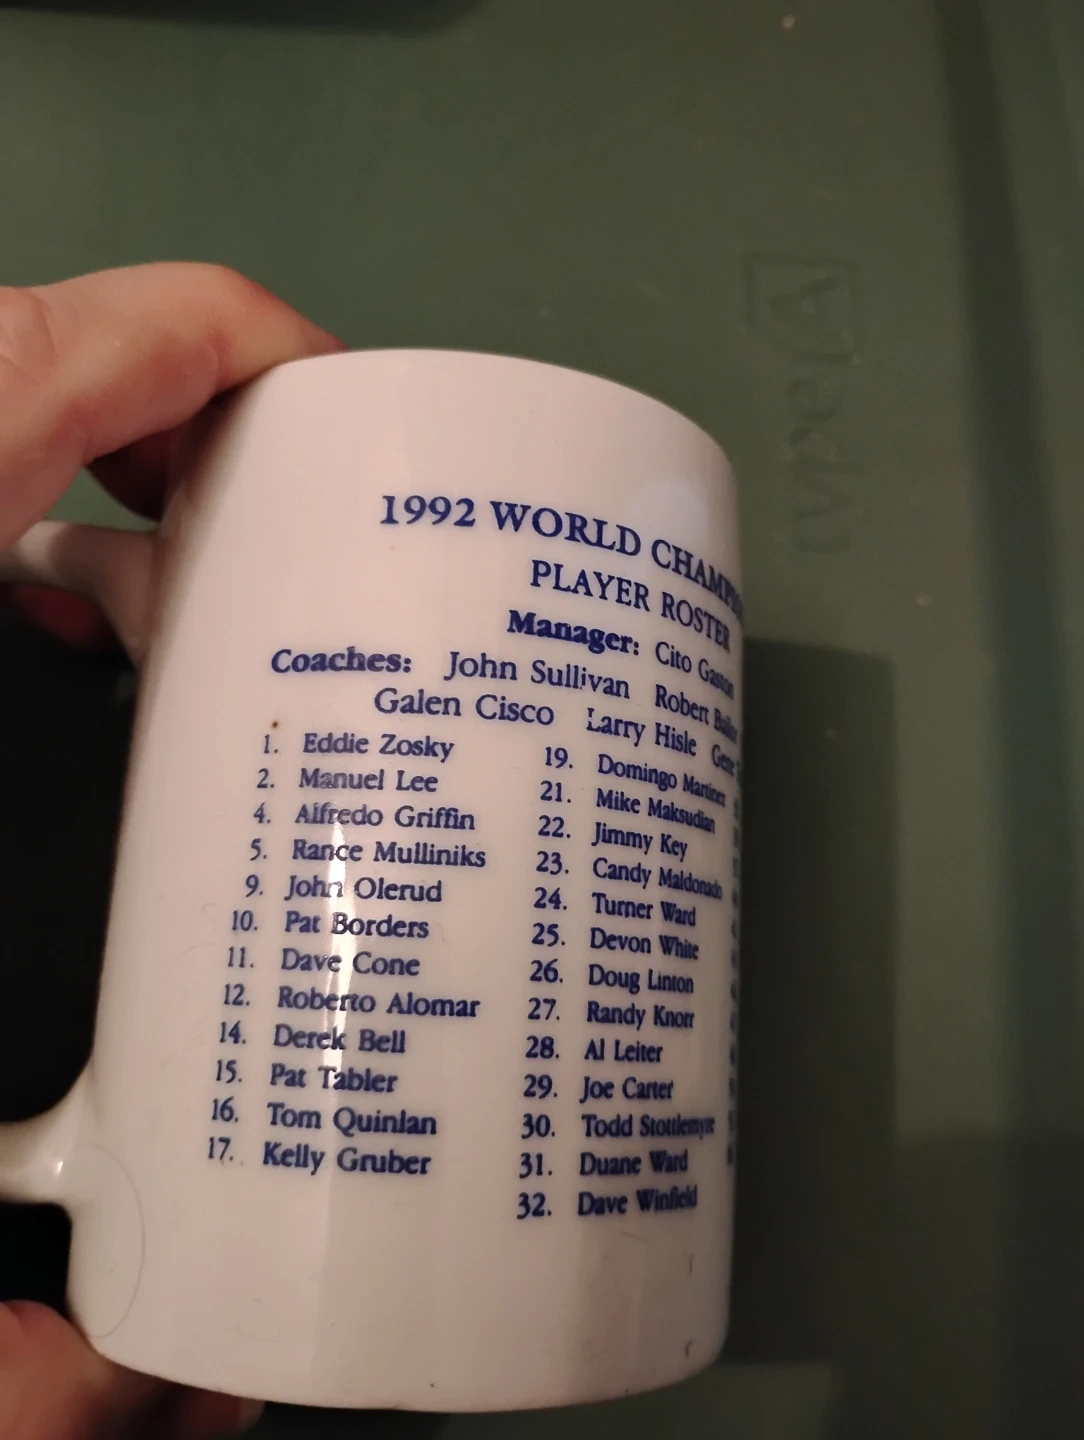 1992 WORLD
PLAYER ROSTER
Manager: Cito Gaston
Coaches: John Sullivan Robert
Galen Cisco Larry Hisle Gene
1. Eddie Zosky
2. Manuel Lee
4. Alfredo Griffin
5. Rance Mulliniks
9. John Olerud
10. Pat Borders
11. Dave Cone
12. Roberto Alomar
14. Derek Bell
15. Pat Tabler
16. Tom Quinlan
17. Kelly Gruber
19. Domingo Martinez
21. Mike Maksudian
22. Jimmy Key
23. Candy Maldonado
24. Turner Ward
25. Devon White
26. Doug Linton
27. Randy Knorr
28. Al Leiter
29. Joe Carter
30. Todd Stottlemyre
31. Duane Ward
32. Dave Winfield
type A